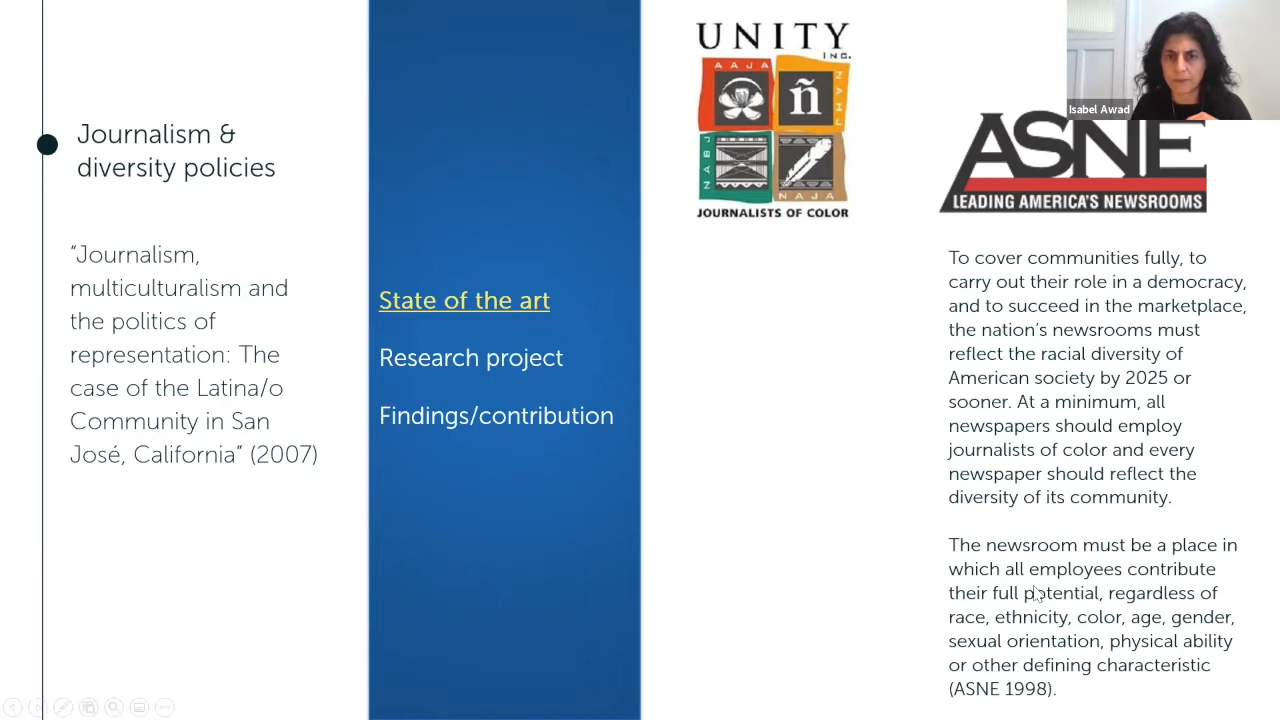 Journalism &
diversity policies
“Journalism,
multiculturalism and
the politics of
representation: The
case of the Latina/o
Community in San
José, California” (2007)
State of the art
Research project
Findings/contribution
UNITY
INC.
AAJA
ñ
NAHJ
NABJ
NAJA
JOURNALISTS OF COLOR
Isabel Awad
ASNE
LEADING AMERICA'S NEWSROOMS
To cover communities fully, to
carry out their role in a democracy,
and to succeed in the marketplace,
the nation’s newsrooms must
reflect the racial diversity of
American society by 2025 or
sooner. At a minimum, all
newspapers should employ
journalists of color and every
newspaper should reflect the
diversity of its community.
The newsroom must be a place in
which all employees contribute
their full potential, regardless of
race, ethnicity, color, age, gender,
sexual orientation, physical ability
or other defining characteristic
(ASNE 1998).